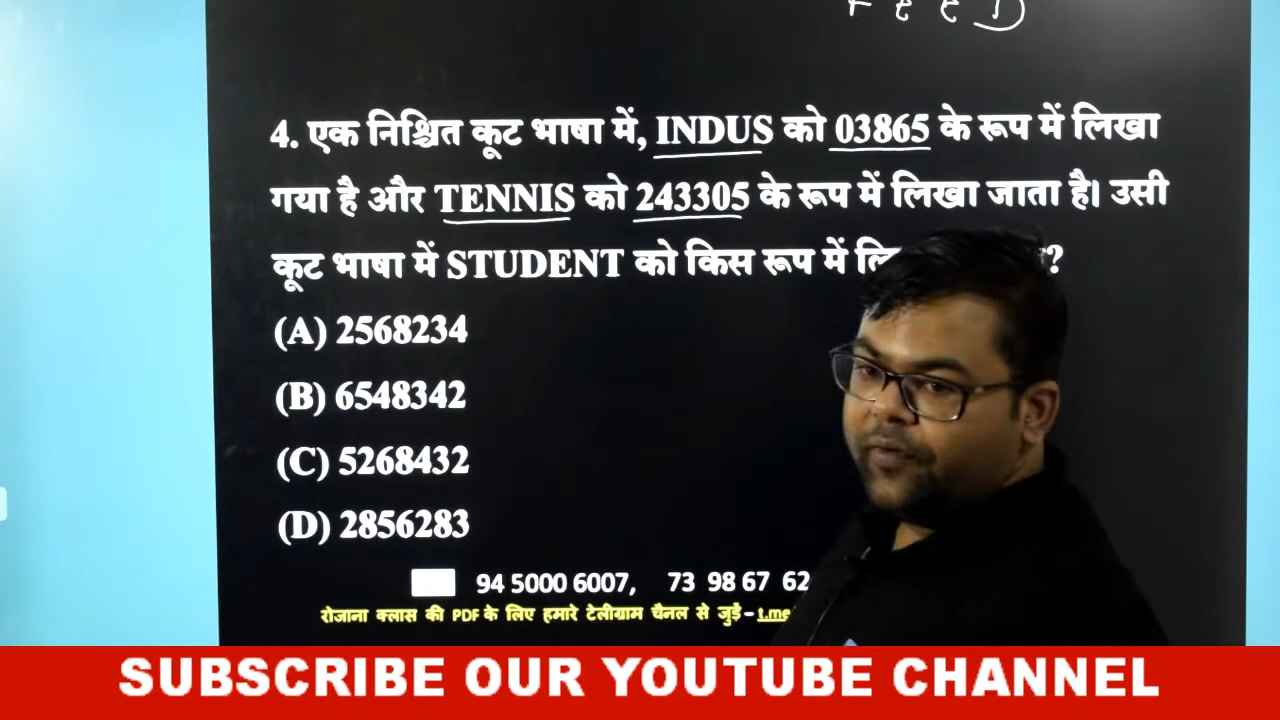 4. एक निश्चित कूट भाषा में, INDUS को 03865 के रूप में लिखा
गया है और TENNIS को 243305 के रूप में लिखा जाता है। उसी
कूट भाषा में STUDENT को किस रूप में
(A) 2568234
(B) 6548342
(C) 5268432
(D) 2856283
94 5000 6007, 73 98 67 62
रोजाना क्लास की PDF के लिए हमारे टेलीग्राम चैनल से जुड़ें – t.me
SUBSCRIBE OUR YOUTUBE CHANNEL